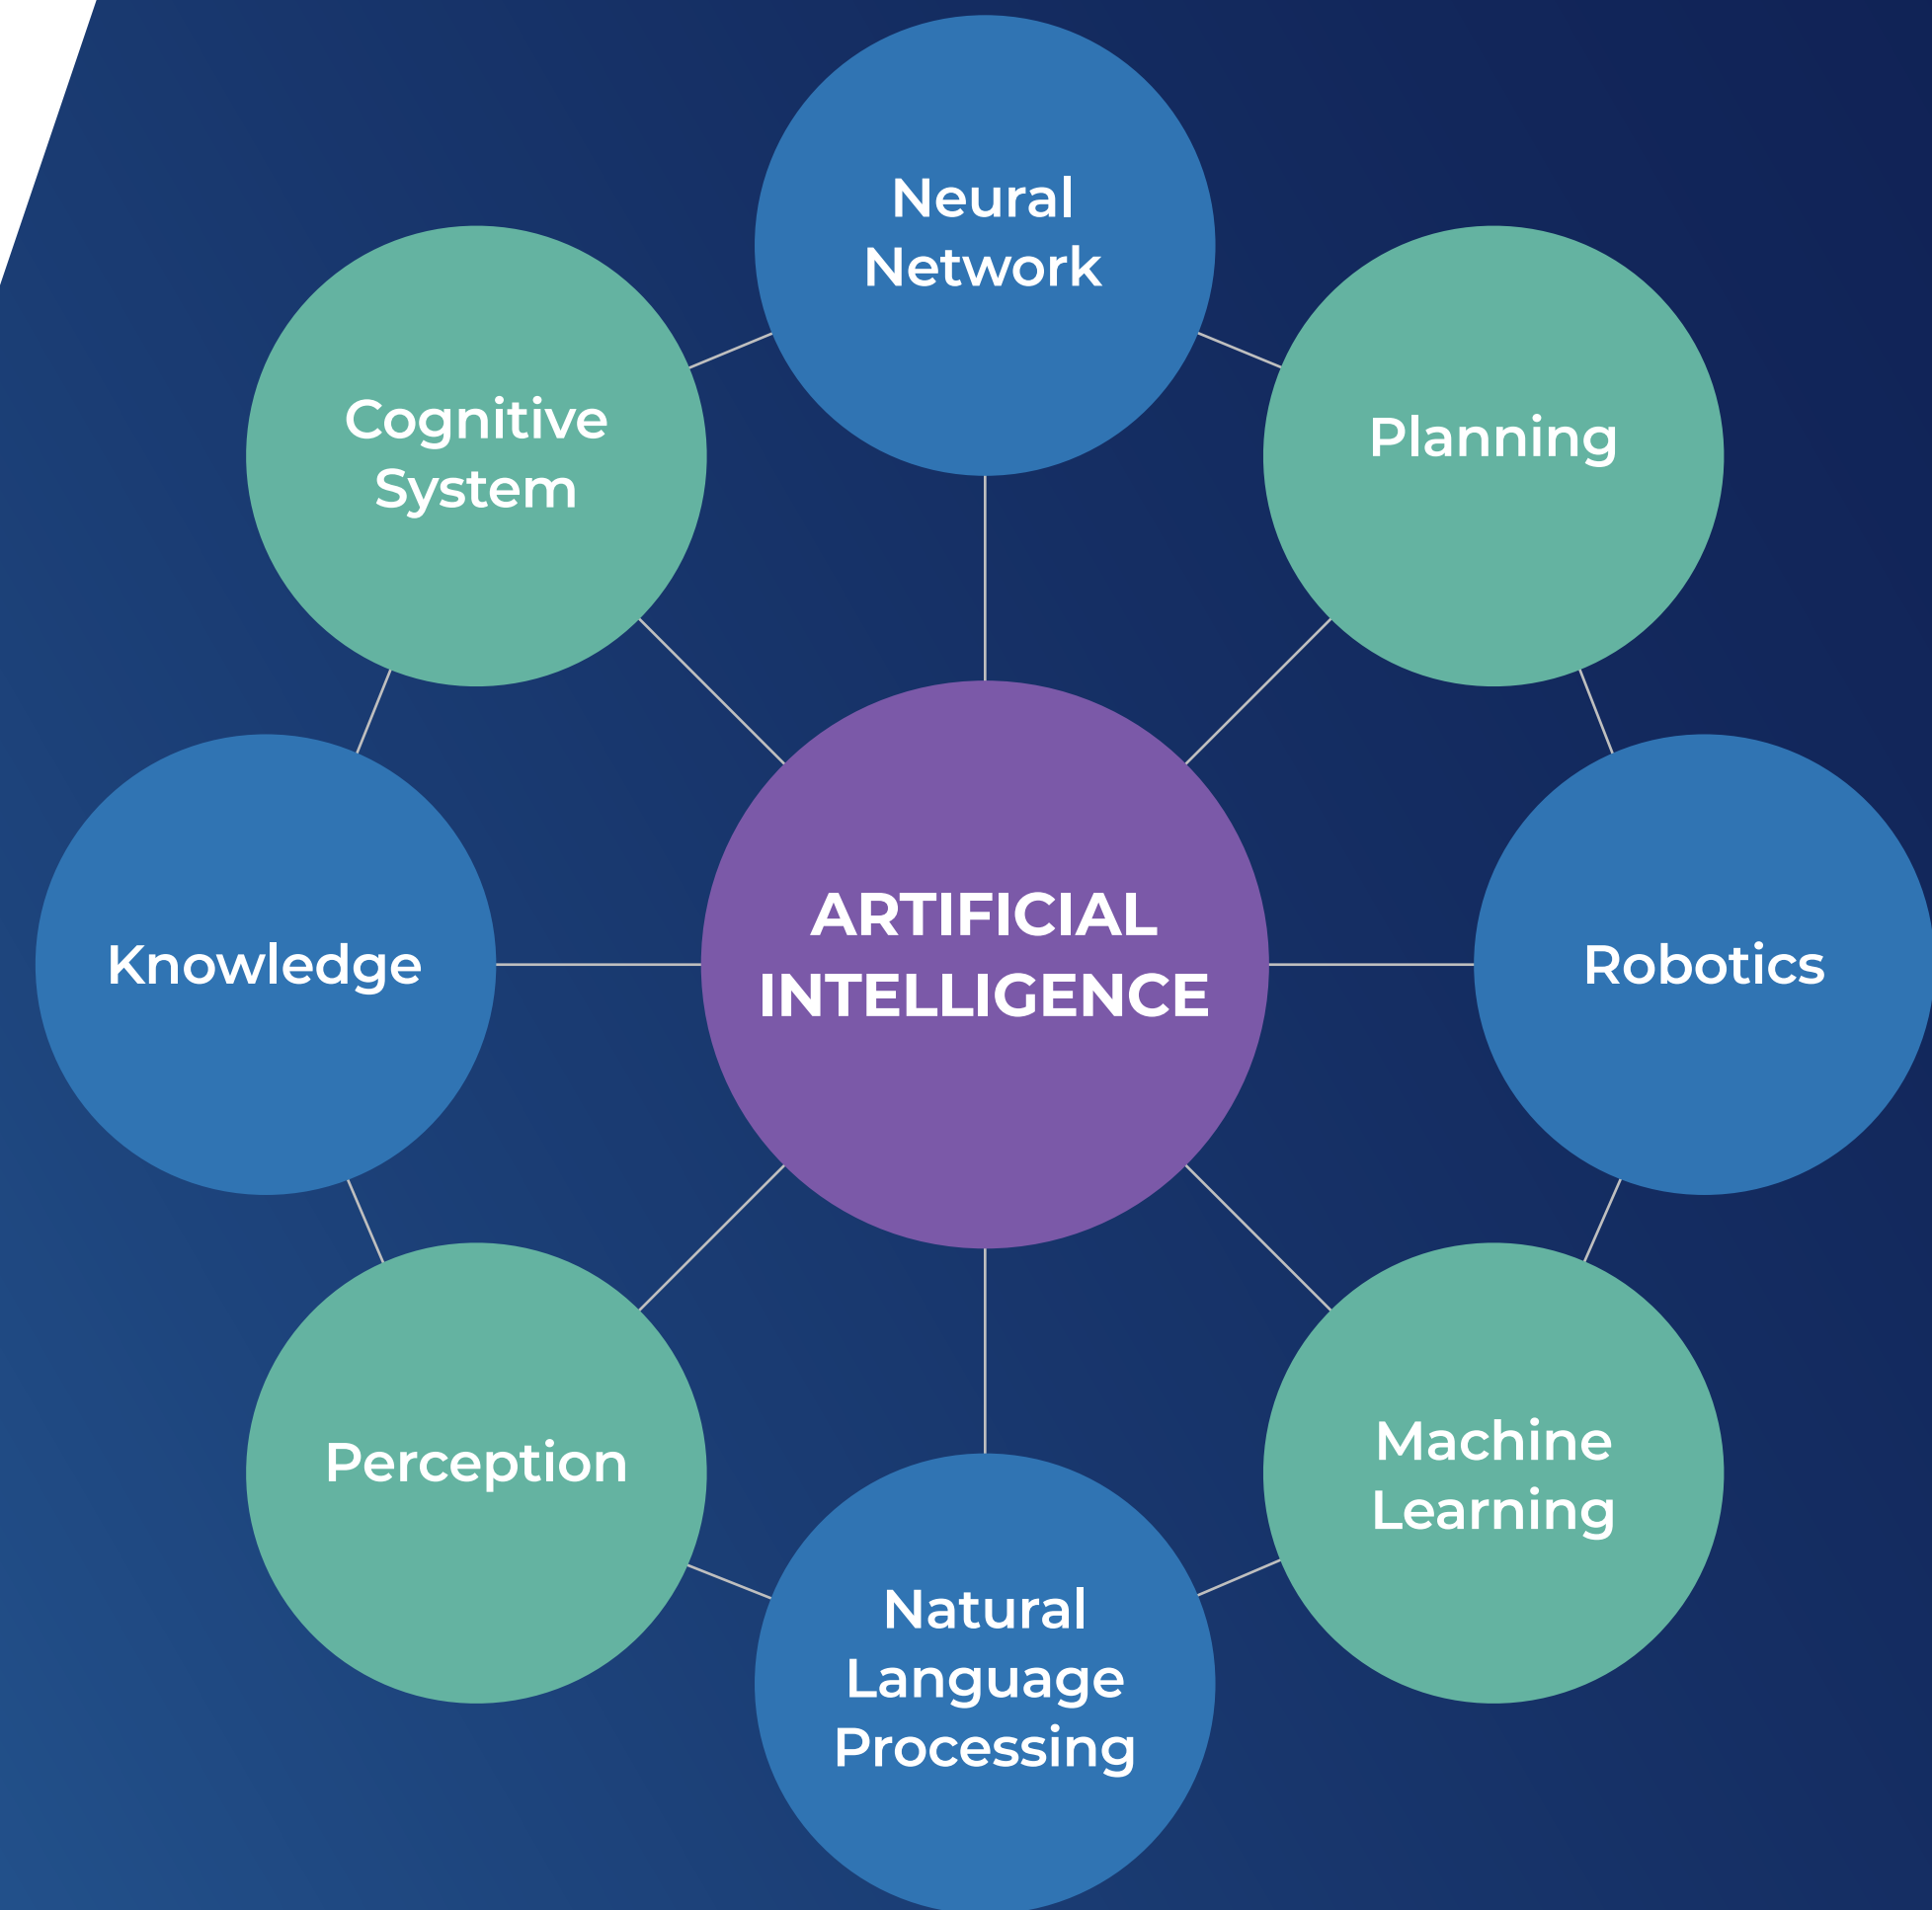 Neural
Network
Cognitive
System
Planning
Knowledge
ARTIFICIAL
INTELLIGENCE
Robotics
Perception
Machine
Learning
Natural
Language
Processing